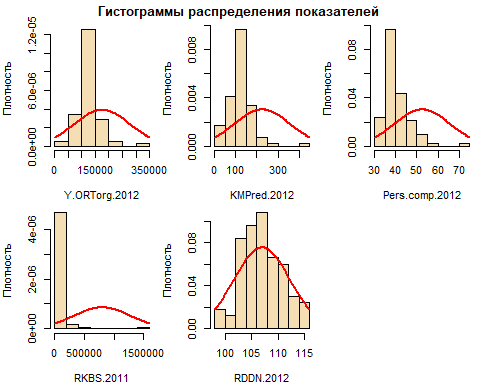 Гистограммы распределения показателей
Плотность
0.0e+00 6.0e-06 1.2e-05
0 150000 350000
Y.ORTorg.2012
Плотность
0.000 0.004 0.008
0 100 300
KMPred.2012
Плотность
0.00 0.04 0.08
30 40 50 60 70
Pers.comp.2012
Плотность
0e+00 2e-06 4e-06
0 500000 1500000
RKBS.2011
Плотность
0.00 0.04 0.08
100 105 110 115
RDDN.2012